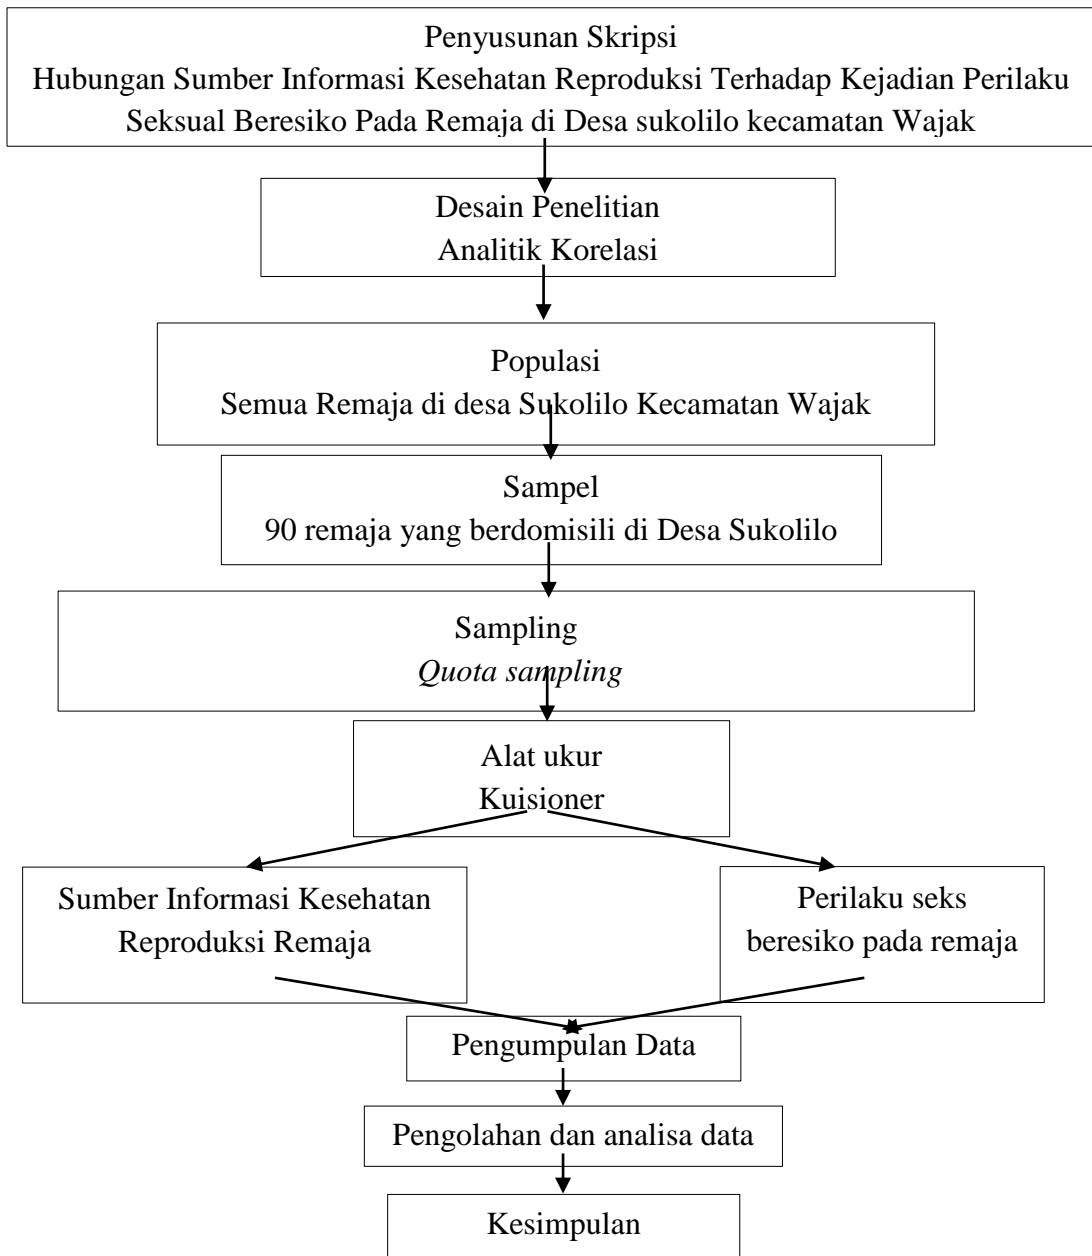 Penyusunan Skripsi
Hubungan Sumber Informasi Kesehatan Reproduksi Terhadap Kejadian Perilaku
Seksual Beresiko Pada Remaja di Desa sukolilo kecamatan Wajak
Desain Penelitian
Analitik Korelasi
Populasi
Semua Remaja di desa Sukolilo Kecamatan Wajak
Sampel
90 remaja yang berdomisili di Desa Sukolilo
Sampling
Quota sampling
Alat ukur
Kuisioner
Sumber Informasi Kesehatan
Reproduksi Remaja
Perilaku seks
beresiko pada remaja
Pengumpulan Data
Pengolahan dan analisa data
Kesimpulan